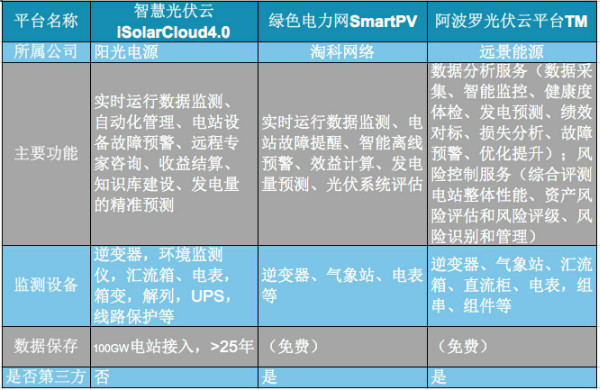 平台名称
智慧光伏云
iSolarCloud4.0
绿色电力网SmartPV
阿波罗光伏云平台TM
所属公司
阳光电源
淘科网络
远景能源
主要功能
实时运行数据监测、
自动化管理、电站设
备故障预警、远程专
家咨询、收益结算、
知识库建设、发电量
的精准预测
实时运行数据监测、电
站故障提醒、智能离线
预警、效益计算、发电
量预测、光伏系统评估
数据分析服务（数据采
集、智能监控、健康度
体检、发电预测、绩效
对标、损失分析、故障
预警、优化提升）；风
险控制服务（综合评测
电站整体性能、资产风
险评估和风险评级、风
险识别和管理）
监测设备
逆变器，环境监测
仪，汇流箱、电表，
箱变，解列，UPS，
线路保护等
逆变器、气象站、电表
等
逆变器、气象站、汇流
箱、直流柜、电表，组
串、组件等
数据保存
100GW电站接入，>25年
（免费）
（免费）
是否第三方
否
是
是